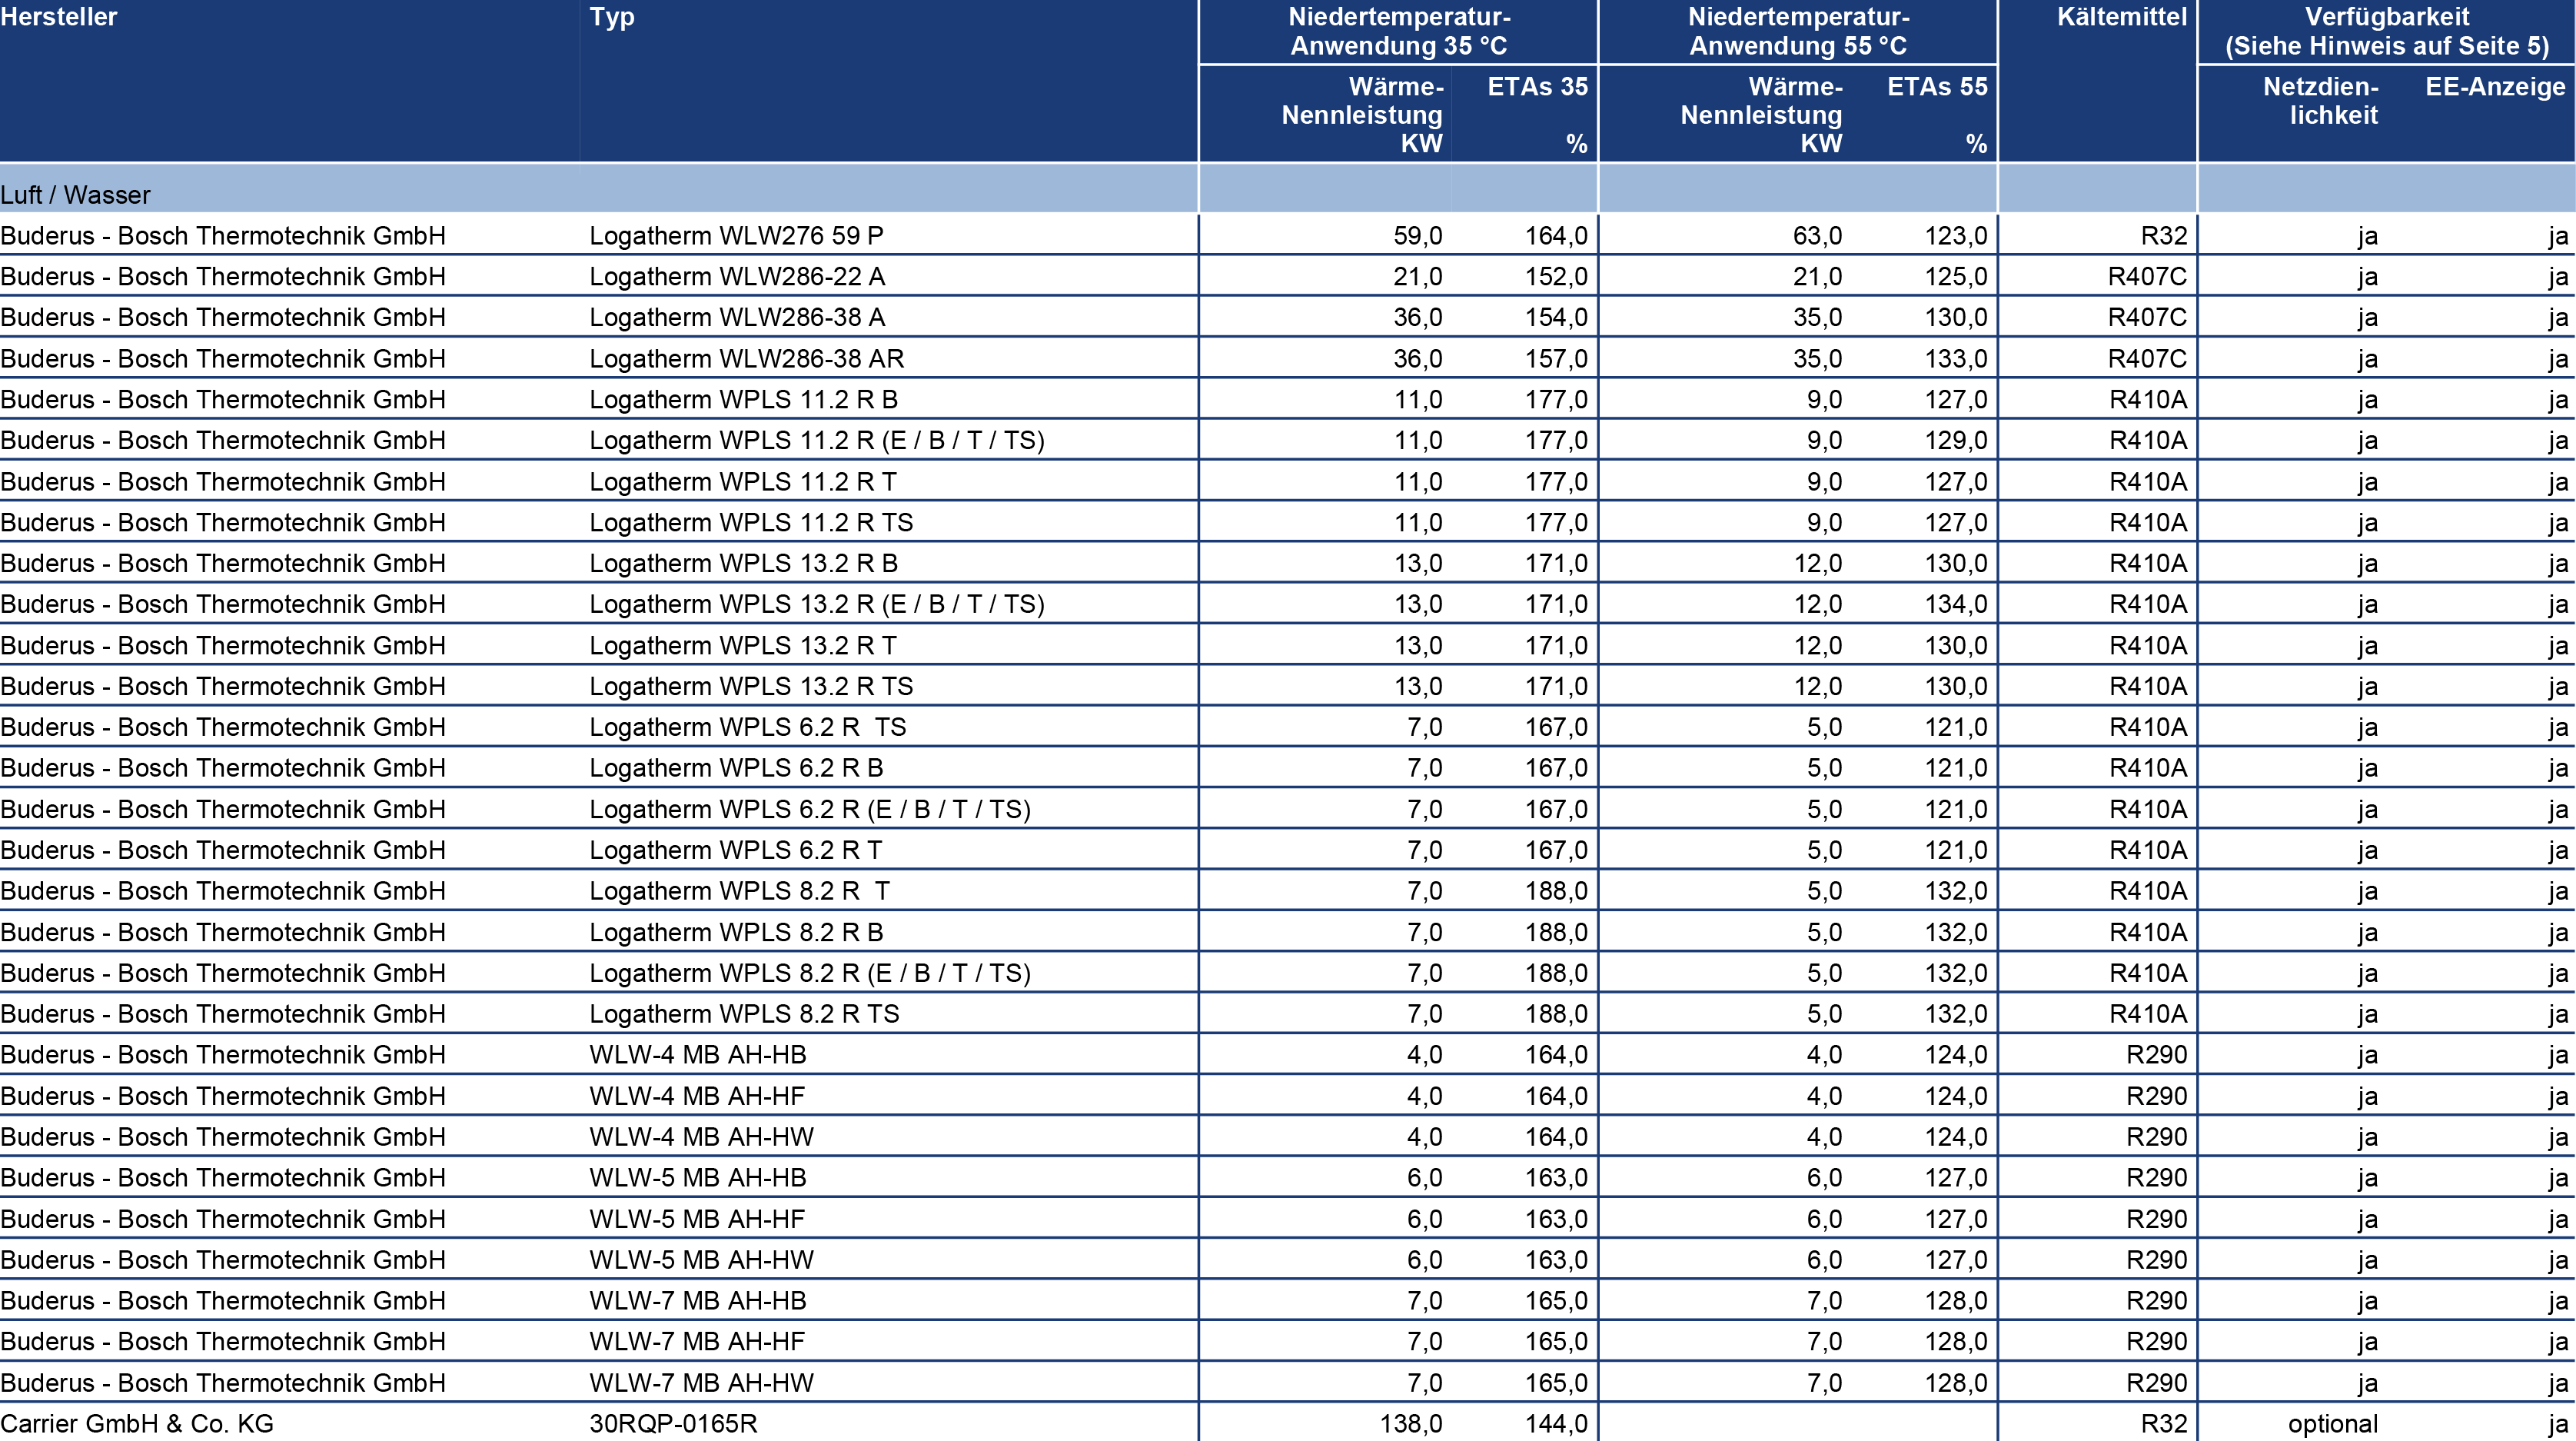 Hersteller Typ Niedertemperatur- Niedertemperatur- Kältemittel Verfügbarkeit
Anwendung 35 °C Anwendung 55 °C (Siehe Hinweis auf Seite 5)
Wärme- ETAs 35 Wärme- ETAs 55 Netzdien- EE-Anzeige
Nennleistung Nennleistung lichkeit
KW % KW %
Luft / Wasser
Buderus - Bosch Thermotechnik GmbH Logatherm WLW276 59 P 59,0 164,0 63,0 123,0 R32 ja ja
Buderus - Bosch Thermotechnik GmbH Logatherm WLW286-22 A 21,0 152,0 21,0 125,0 R407C ja ja
Buderus - Bosch Thermotechnik GmbH Logatherm WLW286-38 A 36,0 154,0 35,0 130,0 R407C ja ja
Buderus - Bosch Thermotechnik GmbH Logatherm WLW286-38 AR 36,0 157,0 35,0 133,0 R407C ja ja
Buderus - Bosch Thermotechnik GmbH Logatherm WPLS 11.2 R B 11,0 177,0 9,0 127,0 R410A ja ja
Buderus - Bosch Thermotechnik GmbH Logatherm WPLS 11.2 R (E / B / T / TS) 11,0 177,0 9,0 129,0 R410A ja ja
Buderus - Bosch Thermotechnik GmbH Logatherm WPLS 11.2 R T 11,0 177,0 9,0 127,0 R410A ja ja
Buderus - Bosch Thermotechnik GmbH Logatherm WPLS 11.2 R TS 11,0 177,0 9,0 127,0 R410A ja ja
Buderus - Bosch Thermotechnik GmbH Logatherm WPLS 13.2 R B 13,0 171,0 12,0 130,0 R410A ja ja
Buderus - Bosch Thermotechnik GmbH Logatherm WPLS 13.2 R (E / B / T / TS) 13,0 171,0 12,0 134,0 R410A ja ja
Buderus - Bosch Thermotechnik GmbH Logatherm WPLS 13.2 R T 13,0 171,0 12,0 130,0 R410A ja ja
Buderus - Bosch Thermotechnik GmbH Logatherm WPLS 13.2 R TS 13,0 171,0 12,0 130,0 R410A ja ja
Buderus - Bosch Thermotechnik GmbH Logatherm WPLS 6.2 R  TS 7,0 167,0 5,0 121,0 R410A ja ja
Buderus - Bosch Thermotechnik GmbH Logatherm WPLS 6.2 R B 7,0 167,0 5,0 121,0 R410A ja ja
Buderus - Bosch Thermotechnik GmbH Logatherm WPLS 6.2 R (E / B / T / TS) 7,0 167,0 5,0 121,0 R410A ja ja
Buderus - Bosch Thermotechnik GmbH Logatherm WPLS 6.2 R T 7,0 167,0 5,0 121,0 R410A ja ja
Buderus - Bosch Thermotechnik GmbH Logatherm WPLS 8.2 R  T 7,0 188,0 5,0 132,0 R410A ja ja
Buderus - Bosch Thermotechnik GmbH Logatherm WPLS 8.2 R B 7,0 188,0 5,0 132,0 R410A ja ja
Buderus - Bosch Thermotechnik GmbH Logatherm WPLS 8.2 R (E / B / T / TS) 7,0 188,0 5,0 132,0 R410A ja ja
Buderus - Bosch Thermotechnik GmbH Logatherm WPLS 8.2 R TS 7,0 188,0 5,0 132,0 R410A ja ja
Buderus - Bosch Thermotechnik GmbH WLW-4 MB AH-HB 4,0 164,0 4,0 124,0 R290 ja ja
Buderus - Bosch Thermotechnik GmbH WLW-4 MB AH-HF 4,0 164,0 4,0 124,0 R290 ja ja
Buderus - Bosch Thermotechnik GmbH WLW-4 MB AH-HW 4,0 164,0 4,0 124,0 R290 ja ja
Buderus - Bosch Thermotechnik GmbH WLW-5 MB AH-HB 6,0 163,0 6,0 127,0 R290 ja ja
Buderus - Bosch Thermotechnik GmbH WLW-5 MB AH-HF 6,0 163,0 6,0 127,0 R290 ja ja
Buderus - Bosch Thermotechnik GmbH WLW-5 MB AH-HW 6,0 163,0 6,0 127,0 R290 ja ja
Buderus - Bosch Thermotechnik GmbH WLW-7 MB AH-HB 7,0 165,0 7,0 128,0 R290 ja ja
Buderus - Bosch Thermotechnik GmbH WLW-7 MB AH-HF 7,0 165,0 7,0 128,0 R290 ja ja
Buderus - Bosch Thermotechnik GmbH WLW-7 MB AH-HW 7,0 165,0 7,0 128,0 R290 ja ja
Carrier GmbH & Co. KG 30RQP-0165R 138,0 144,0 R32 optional ja